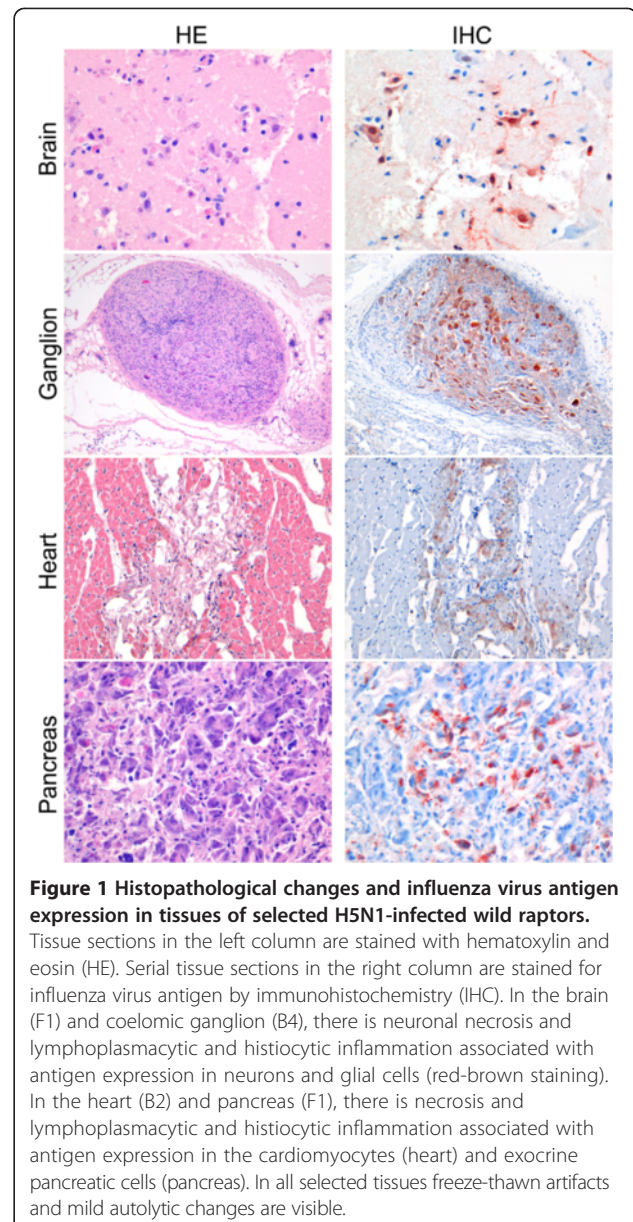 HE IHC
Brain
Ganglion
Heart
Pancreas
Figure 1 Histopathological changes and influenza virus antigen
expression in tissues of selected H5N1-infected wild raptors.
Tissue sections in the left column are stained with hematoxylin and
eosin (HE). Serial tissue sections in the right column are stained for
influenza virus antigen by immunohistochemistry (IHC). In the brain
(F1) and coelomic ganglion (B4), there is neuronal necrosis and
lymphoplasmacytic and histiocytic inflammation associated with
antigen expression in neurons and glial cells (red-brown staining).
In the heart (B2) and pancreas (F1), there is necrosis and
lymphoplasmacytic and histiocytic inflammation associated with
antigen expression in the cardiomyocytes (heart) and exocrine
pancreatic cells (pancreas). In all selected tissues freeze-thawn artifacts
and mild autolytic changes are visible.